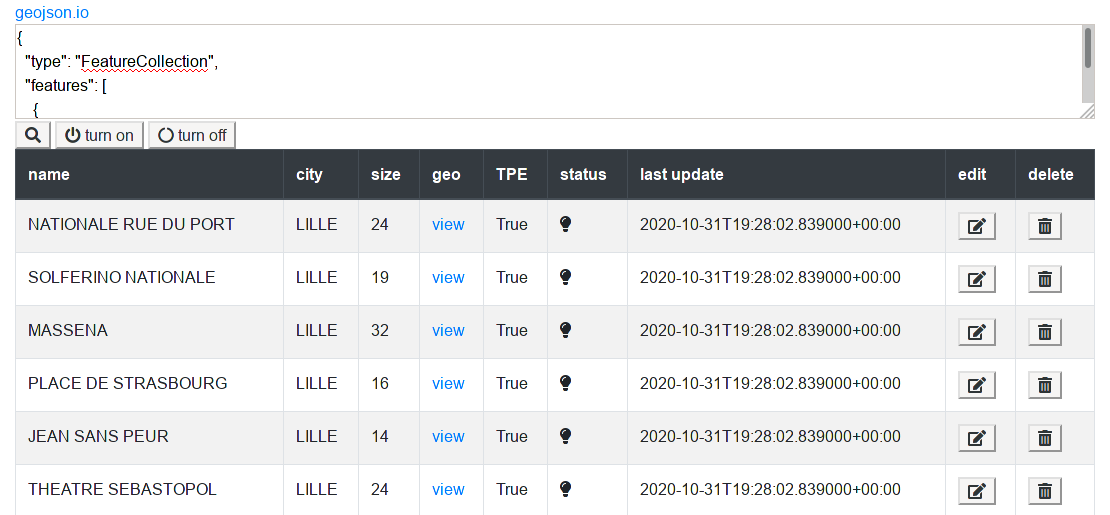 geojson.io
{
"type": "FeatureCollection",
"features": [
{
turn on turn off
name city size geo TPE status last update edit delete
NATIONALE RUE DU PORT LILLE 24 view True 2020-10-31T19:28:02.839000+00:00
SOLFERINO NATIONALE LILLE 19 view True 2020-10-31T19:28:02.839000+00:00
MASSENA LILLE 32 view True 2020-10-31T19:28:02.839000+00:00
PLACE DE STRASBOURG LILLE 16 view True 2020-10-31T19:28:02.839000+00:00
JEAN SANS PEUR LILLE 14 view True 2020-10-31T19:28:02.839000+00:00
THEATRE SEBASTOPOL LILLE 24 view True 2020-10-31T19:28:02.839000+00:00